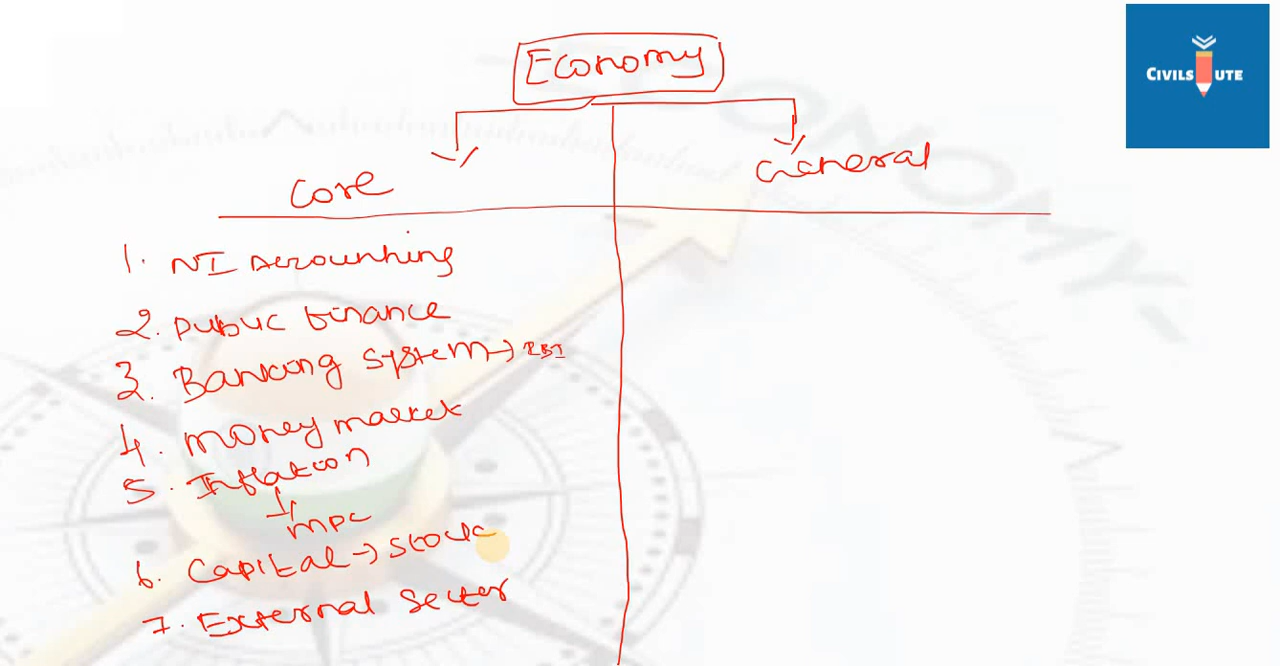 Economy
CIVILS UTE
ONOMY
Core
General
1. NI Accounting
2. Public finance
3. Banking System → RBI
4. Money market
5. Inflation
MPC
6. Capital → Stock
7. External Sector